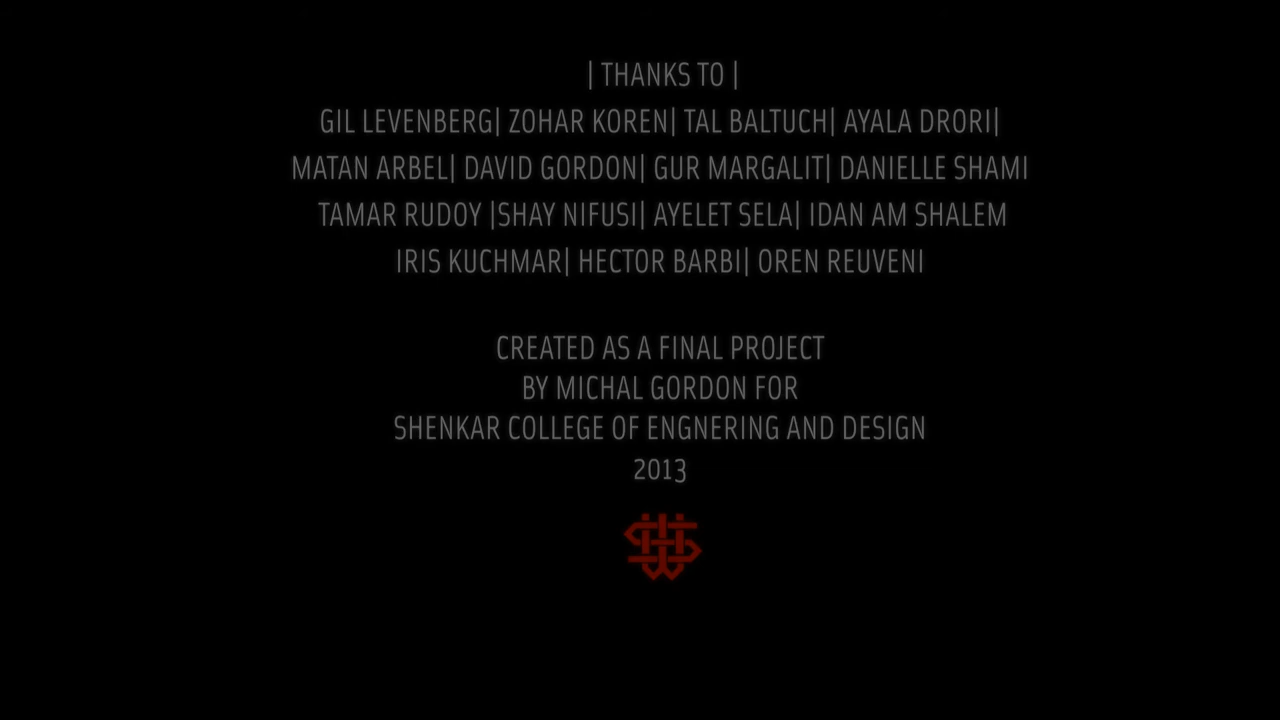 | THANKS TO |
GIL LEVENBERG| ZOHAR KOREN| TAL BALTUCH| AYALA DRORI|
MATAN ARBEL| DAVID GORDON| GUR MARGALIT| DANIELLE SHAMI
TAMAR RUDOY |SHAY NIFUSI| AYELET SELA| IDAN AM SHALEM
IRIS KUCHMAR| HECTOR BARBI| OREN REUVENI
CREATED AS A FINAL PROJECT
BY MICHAL GORDON FOR
SHENKAR COLLEGE OF ENGNERING AND DESIGN
2013